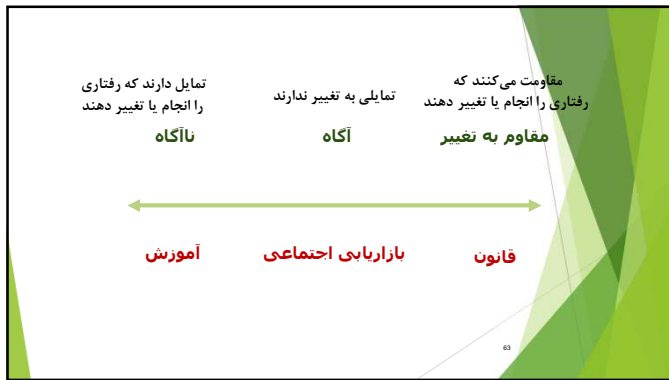 مقاومت می‌کنند که
رفتاری را انجام یا تغییر دهند
تمایلی به تغییر ندارند
تمایل دارند که رفتاری
را انجام یا تغییر دهند
مقاوم به تغییر
آگاه
ناآگاه
قانون
بازاریابی اجتماعی
آموزش
63